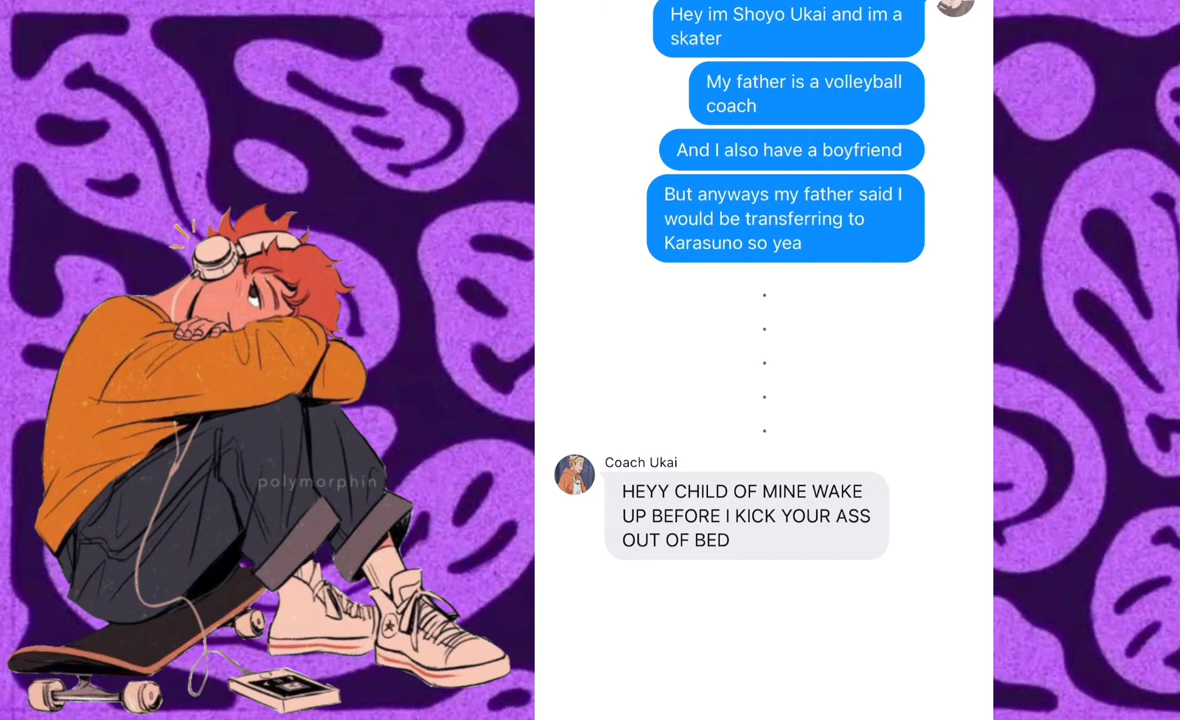 Hey im Shoyo Ukai and im a
skater
My father is a volleyball
coach
And I also have a boyfriend
But anyways my father said I
would be transferring to
Karasuno so yea
.
.
.
.
.
Coach Ukai
HEYY CHILD OF MINE WAKE
UP BEFORE I KICK YOUR ASS
OUT OF BED
polymorphin